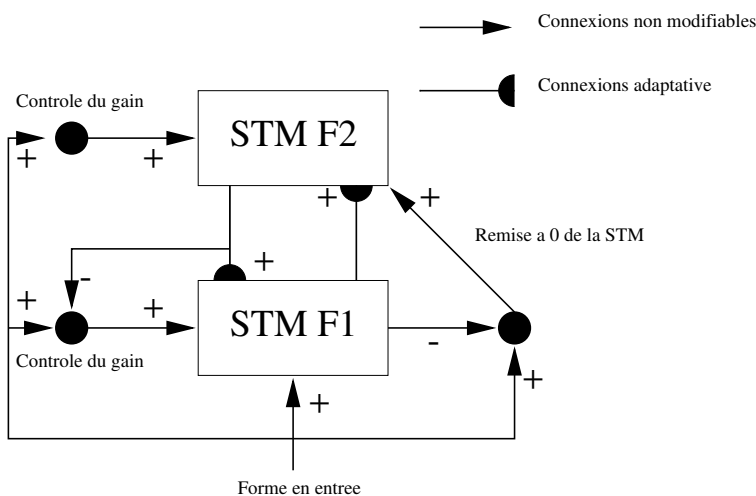 Connexions non modifiables
Connexions adaptative
Controle du gain
STM F2
+
+
+
+
Remise a 0 de la STM
-
+
+
+
STM F1
-
Controle du gain
+
+
Forme en entree